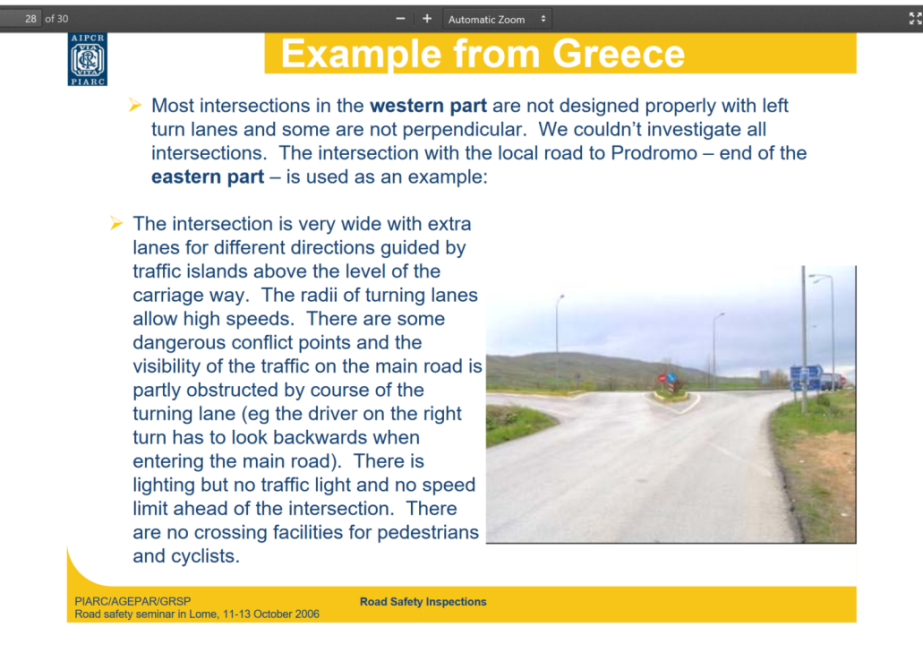 28 of 30
− + Automatic Zoom
AIPCR
VIA
VITA
PIARC
Example from Greece
➢ Most intersections in the western part are not designed properly with left
turn lanes and some are not perpendicular. We couldn't investigate all
intersections. The intersection with the local road to Prodromo – end of the
eastern part – is used as an example:
➢ The intersection is very wide with extra
lanes for different directions guided by
traffic islands above the level of the
carriage way. The radii of turning lanes
allow high speeds. There are some
dangerous conflict points and the
visibility of the traffic on the main road is
partly obstructed by course of the
turning lane (eg the driver on the right
turn has to look backwards when
entering the main road). There is
lighting but no traffic light and no speed
limit ahead of the intersection. There
are no crossing facilities for pedestrians
and cyclists.
PIARC/AGEPAR/GRSP
Road safety seminar in Lome, 11-13 October 2006
Road Safety Inspections